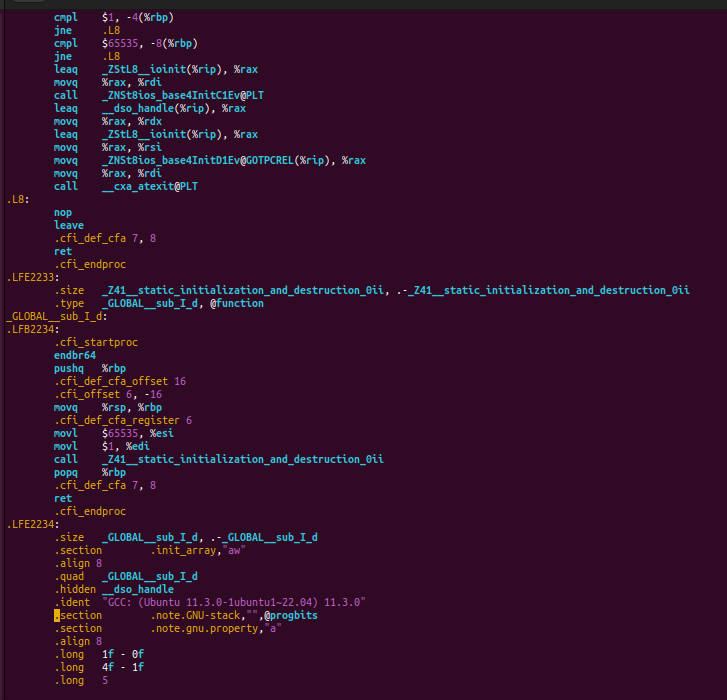 cmpl $1, -4(%rbp)
jne .L8
cmpl $65535, -8(%rbp)
jne .L8
leaq _ZStL8__ioinit(%rip), %rax
movq %rax, %rdi
call _ZNSt8ios_base4InitC1Ev@PLT
leaq __dso_handle(%rip), %rax
movq %rax, %rdx
leaq _ZStL8__ioinit(%rip), %rax
movq %rax, %rsi
movq _ZNSt8ios_base4InitD1Ev@GOTPCREL(%rip), %rax
movq %rax, %rdi
call __cxa_atexit@PLT
.L8:
nop
leave
.cfi_def_cfa 7, 8
ret
.cfi_endproc
.LFE2233:
.size _Z41__static_initialization_and_destruction_0ii, .-_Z41__static_initialization_and_destruction_0ii
.type _GLOBAL__sub_I_d, @function
_GLOBAL__sub_I_d:
.LFB2234:
.cfi_startproc
endbr64
pushq %rbp
.cfi_def_cfa_offset 16
.cfi_offset 6, -16
movq %rsp, %rbp
.cfi_def_cfa_register 6
movl $65535, %esi
movl $1, %edi
call _Z41__static_initialization_and_destruction_0ii
popq %rbp
.cfi_def_cfa 7, 8
ret
.cfi_endproc
.LFE2234:
.size _GLOBAL__sub_I_d, .-_GLOBAL__sub_I_d
.section .init_array,"aw"
.align 8
.quad _GLOBAL__sub_I_d
.hidden __dso_handle
.ident "GCC: (Ubuntu 11.3.0-1ubuntu1~22.04) 11.3.0"
.section .note.GNU-stack,"",@progbits
.section .note.gnu.property,"a"
.align 8
.long 1f - 0f
.long 4f - 1f
.long 5